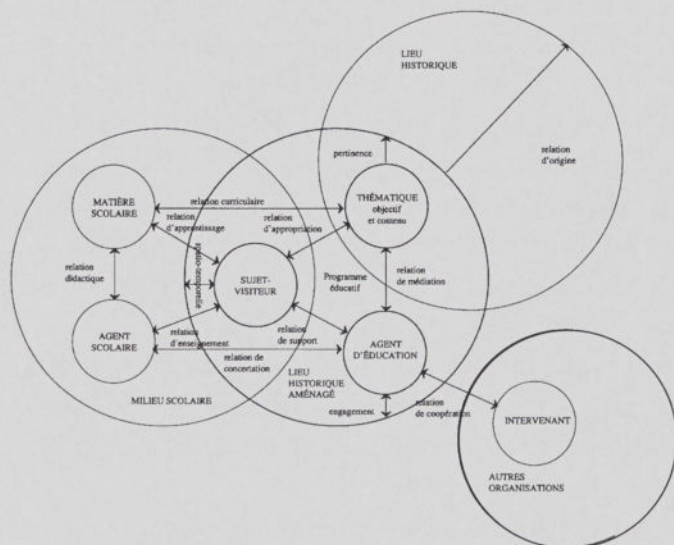 LIEU
HISTORIQUE
pertinence
relation
d'origine
MATIÈRE
SCOLAIRE
relation curriculaire
THÉMATIQUE
objectif
et contenu
relation
d'apprentissage
relation
d'appropriation
relation
didactique
spatio-temporelle
SUJET-
VISITEUR
Programme
éducatif
relation
de médiation
AGENT
SCOLAIRE
relation
d'enseignement
relation
de support
AGENT
D'ÉDUCATION
relation de
concertation
LIEU
HISTORIQUE
AMÉNAGÉ
MILIEU SCOLAIRE
engagement
relation
de coopération
INTERVENANT
AUTRES
ORGANISATIONS